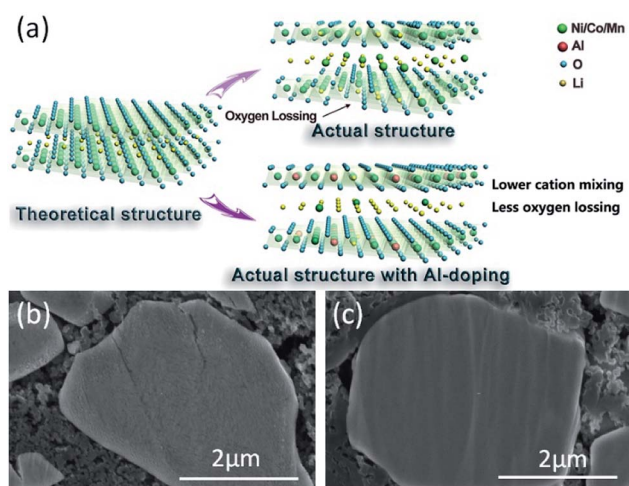 (a)
Ni/Co/Mn
Al
O
Li
Oxygen Lossing
Actual structure
Theoretical structure
Lower cation mixing
Less oxygen lossing
Actual structure with Al-doping
(b)
2μm
(c)
2μm